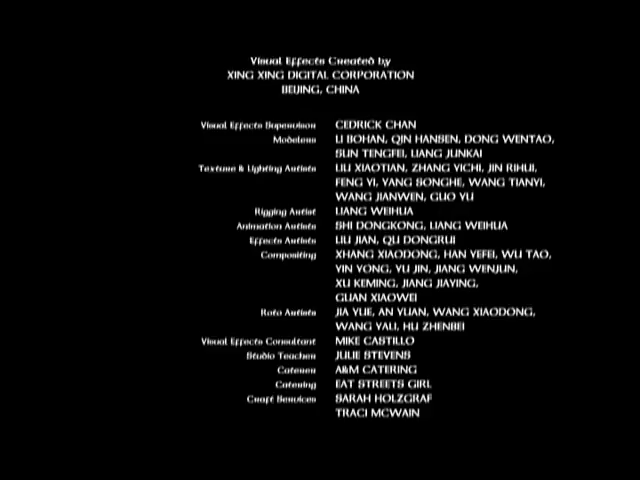 Visual Effects Created by
XING XING DIGITAL CORPORATION
BEIJING, CHINA
Visual Effects Supervisor CEDRICK CHAN
Modelers LI BOHAN, QIN HANSEN, DONG WENTAO,
SUN TENGFEI, LIANG JUNKAI
Texture & Lighting Artists LIU XIAOTIAN, ZHANG YICHI, JIN RIHUI,
FENG YI, YANG SONGHE, WANG TIANYI,
WANG JIANWEN, GUO YU
Rigging Artist LIANG WEIHUA
Animation Artists SHI DONGKONG, LIANG WEIHUA
Effects Artists LIU JIAN, QU DONGRUI
Compositing XHANG XIAODONG, HAN YEFEI, WU TAO,
YIN YONG, YU JIN, JIANG WENJUN,
XU KEMING, JIANG JIAYING,
GUAN XIAOWEI
Roto Artists JIA YUE, AN YUAN, WANG XIAODONG,
WANG YALI, HU ZHENBEI
Visual Effects Consultant MIKE CASTILLO
Studio Teacher JULIE STEVENS
Caterer A&M CATERING
Catering EAT STREETS GIRL
Craft Services SARAH HOLZGRAF
TRACI MCWAIN